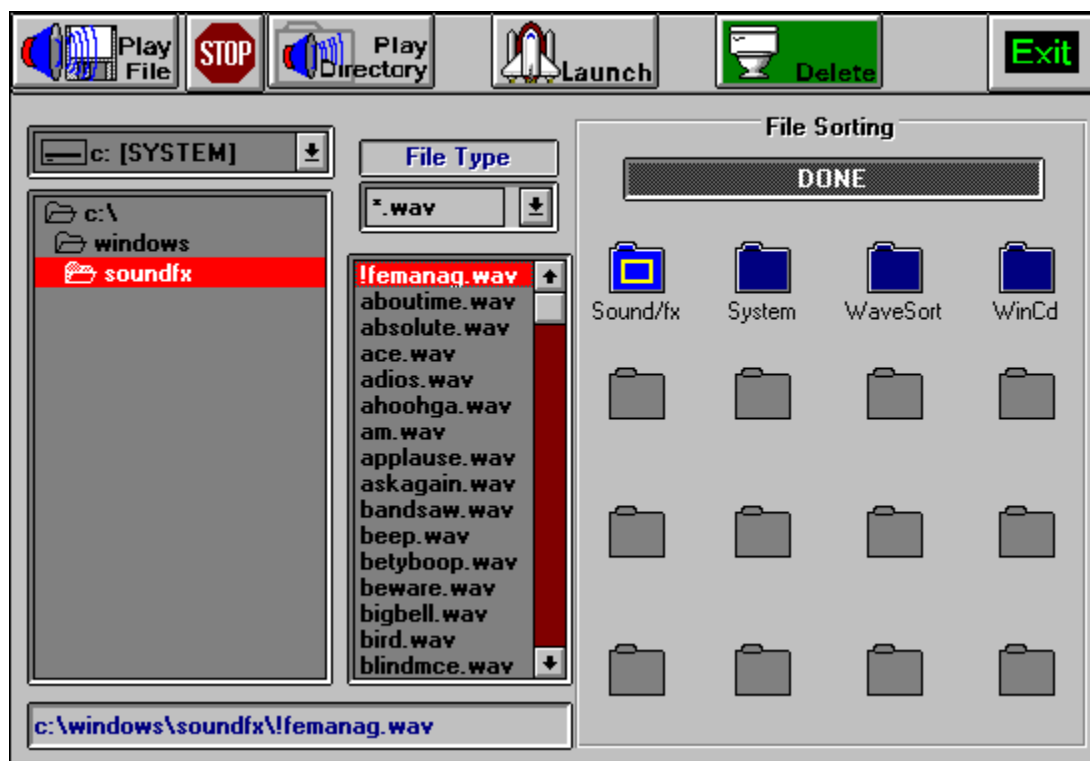 Play
File
STOP
Play
Directory
Launch
Delete
Exit
c: [SYSTEM]
c:\
windows
soundfx
File Type
*.wav
!femanag.wav
aboutime.wav
absolute.wav
ace.wav
adios.wav
ahoohga.wav
am.wav
applause.wav
askagain.wav
bandsaw.wav
beep.wav
betyboop.wav
beware.wav
bigbell.wav
bird.wav
blindmce.wav
File Sorting
DONE
Sound/fx System WaveSort WinCd
c:\windows\soundfx\!femanag.wav